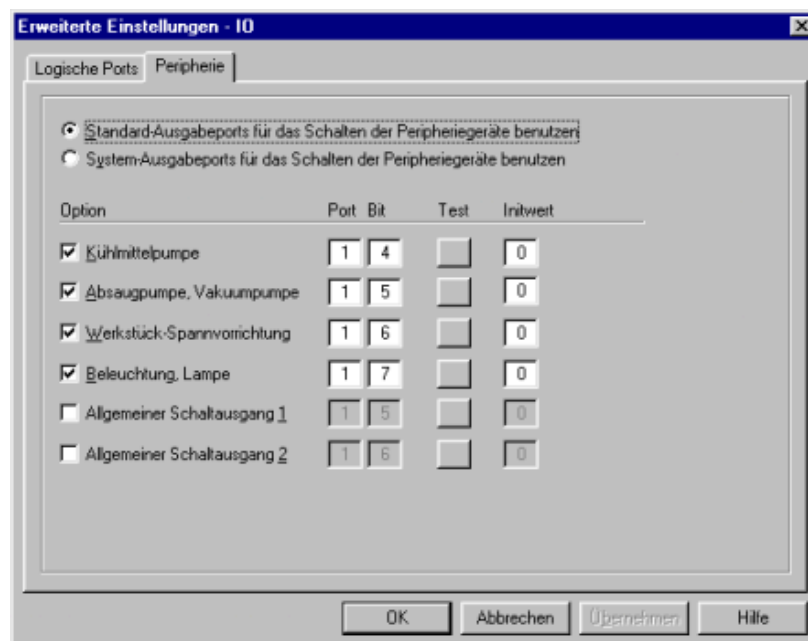 Erweiterte Einstellungen - IO
Logische Ports Peripherie
Standard-Ausgabeports für das Schalten der Peripheriegeräte benutzen
System-Ausgabeports für das Schalten der Peripheriegeräte benutzen
Option Port Bit Test Initwert
Kühlmittelpumpe 1 4 0
Absaugpumpe, Vakuumpumpe 1 5 0
Werkstück-Spannvorrichtung 1 6 0
Beleuchtung, Lampe 1 7 0
Allgemeiner Schaltausgang 1 1 5 0
Allgemeiner Schaltausgang 2 1 6 0
OK Abbrechen Übernehmen Hilfe